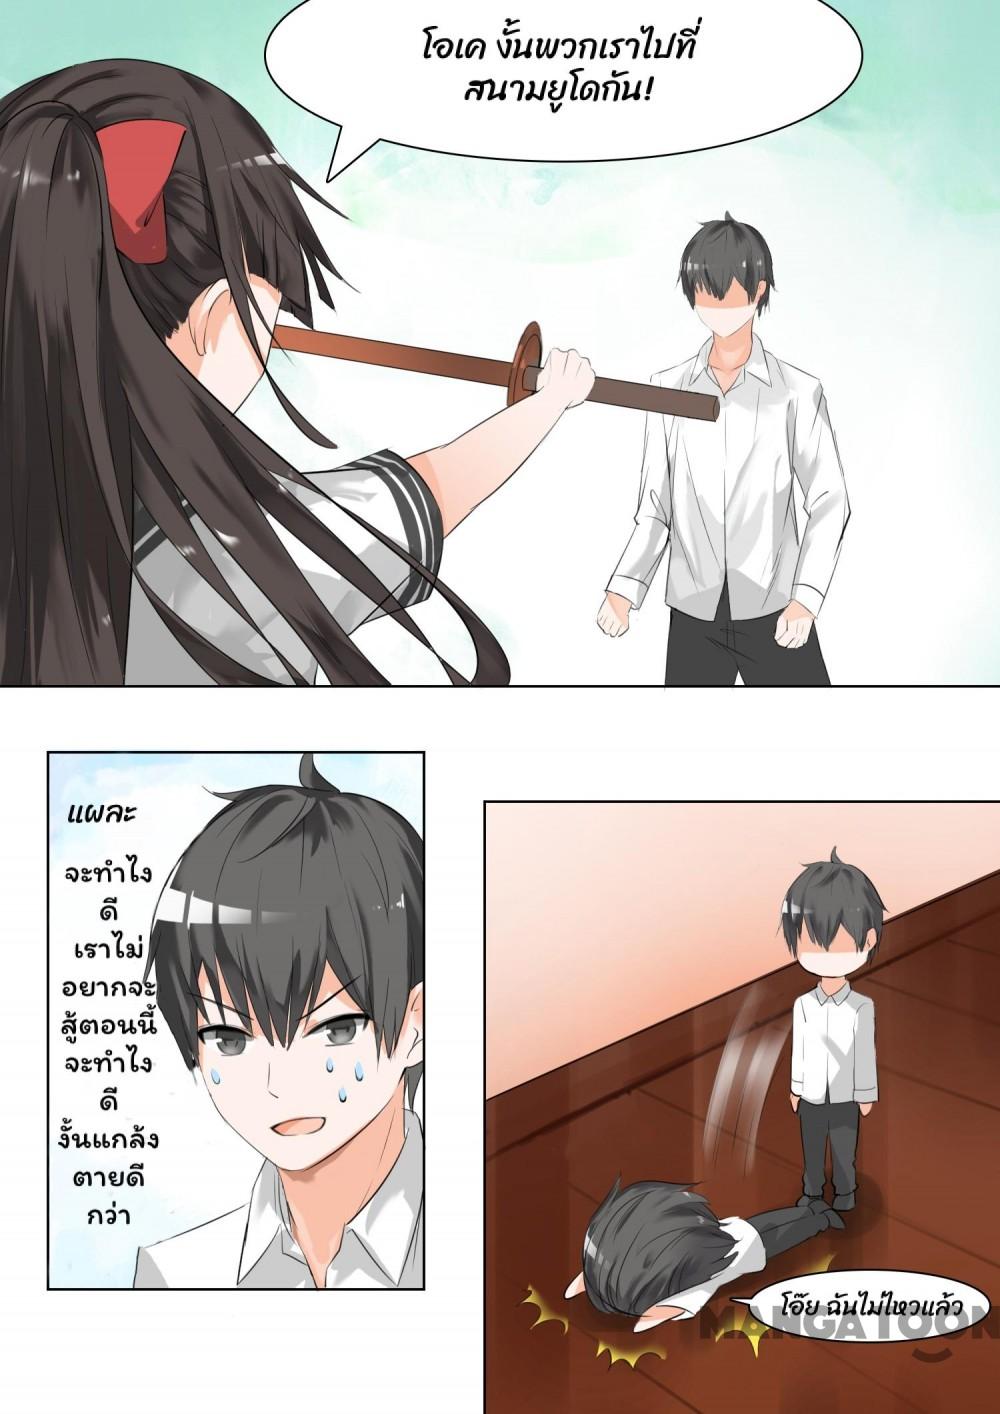 โอเค งั้นพวกเราไปที่
สนามยูโดกัน!
แผละ
จะทำไง
ดี
เราไม่
อยากจะ
สู้ตอนนี้
จะทำไง
ดี
งั้นแกล้ง
ตายดี
กว่า
โอ๊ย ฉันไม่ไหวแล้ว
MANGATOON